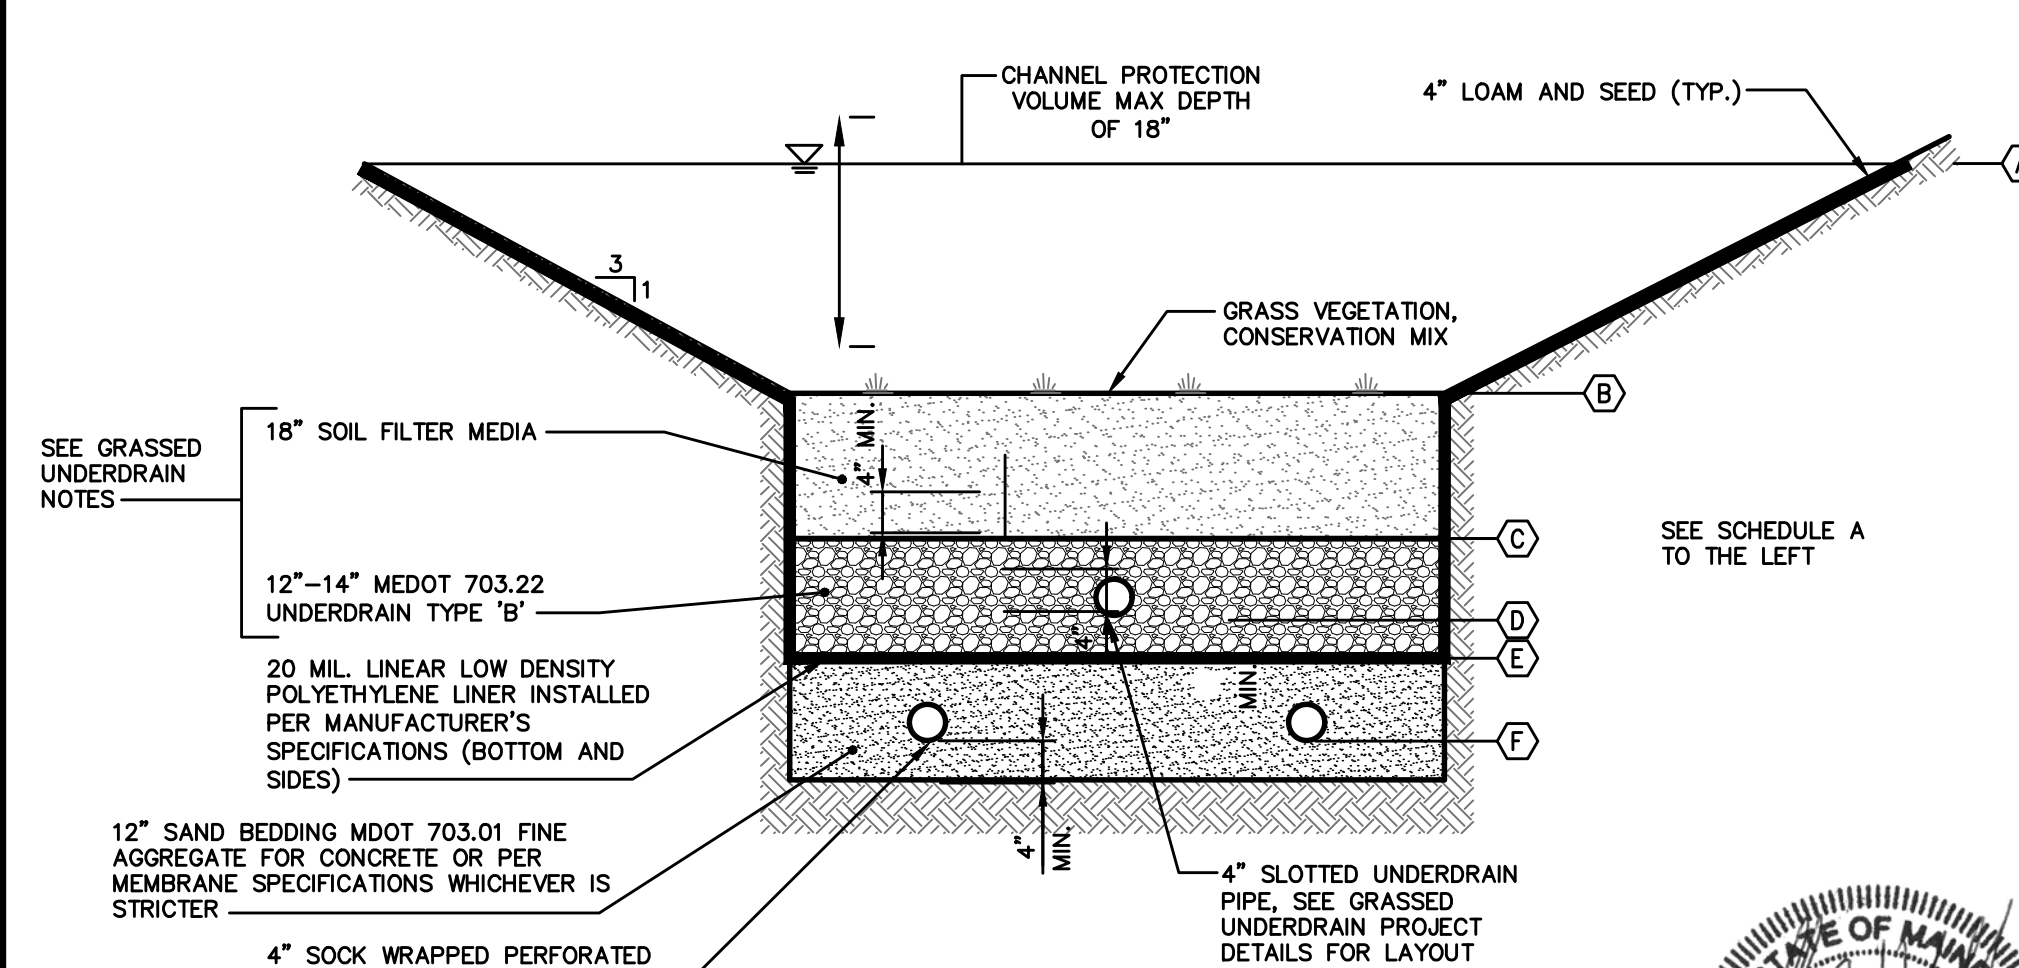 CHANNEL PROTECTION
VOLUME MAX DEPTH
OF 18"
4" LOAM AND SEED (TYP.)
3
1
GRASS VEGETATION,
CONSERVATION MIX
B
SEE GRASSED
UNDERDRAIN
NOTES
18" SOIL FILTER MEDIA
4" MIN.
C
SEE SCHEDULE A
TO THE LEFT
12"-14" MEDOT 703.22
UNDERDRAIN TYPE 'B'
D
4"
MIN.
E
20 MIL. LINEAR LOW DENSITY
POLYETHYLENE LINER INSTALLED
PER MANUFACTURER'S
SPECIFICATIONS (BOTTOM AND
SIDES)
F
12" SAND BEDDING MDOT 703.01 FINE
AGGREGATE FOR CONCRETE OR PER
MEMBRANE SPECIFICATIONS WHICHEVER IS
STRICTER
4"
MIN.
4" SLOTTED UNDERDRAIN
PIPE, SEE GRASSED
UNDERDRAIN PROJECT
DETAILS FOR LAYOUT
4" SOCK WRAPPED PERFORATED
OF